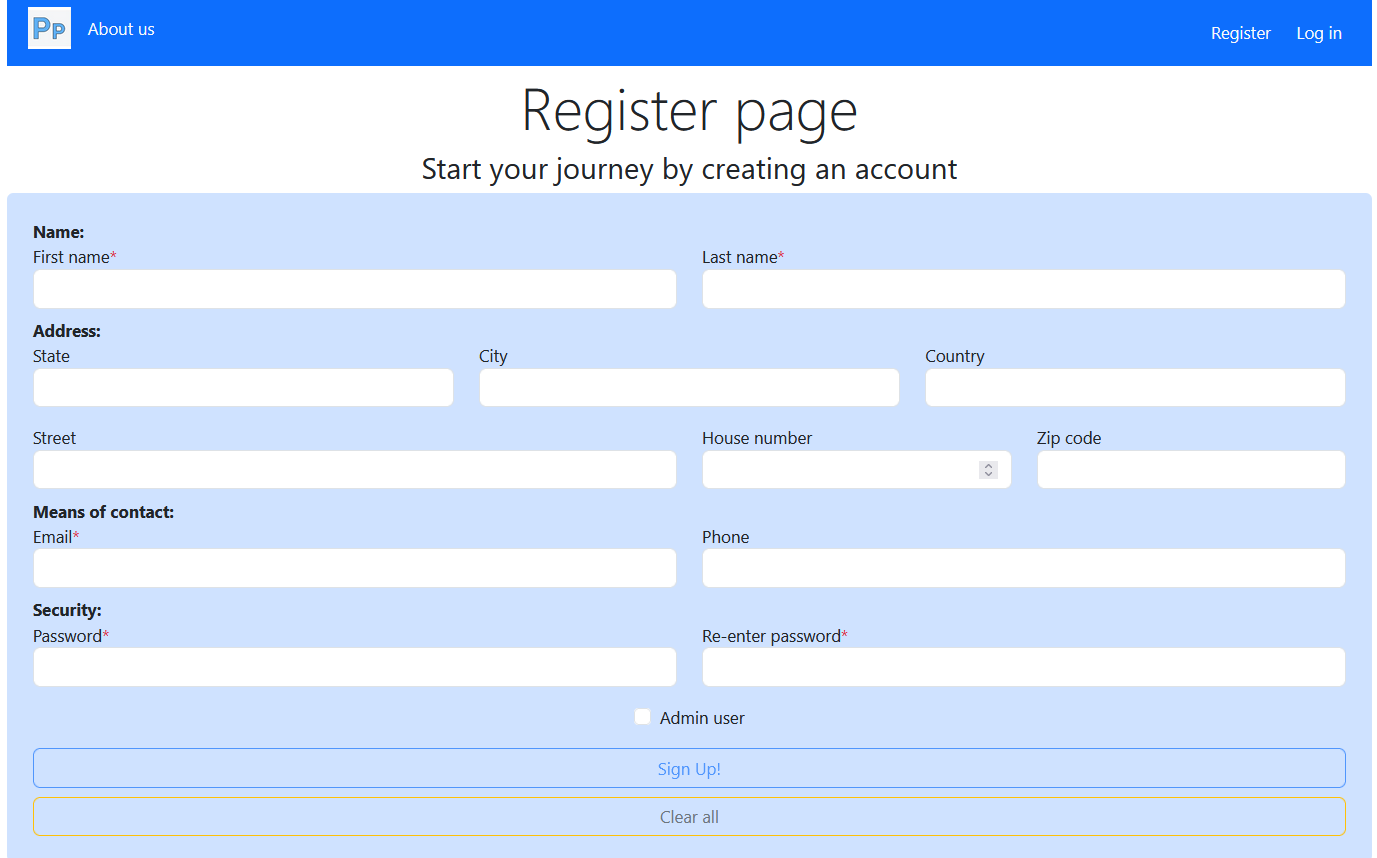 Pp About us Register Log in
Register page
Start your journey by creating an account
Name:
First name* Last name*
Address:
State City Country
Street House number Zip code
Means of contact:
Email* Phone
Security:
Password* Re-enter password*
Admin user
Sign Up!
Clear all